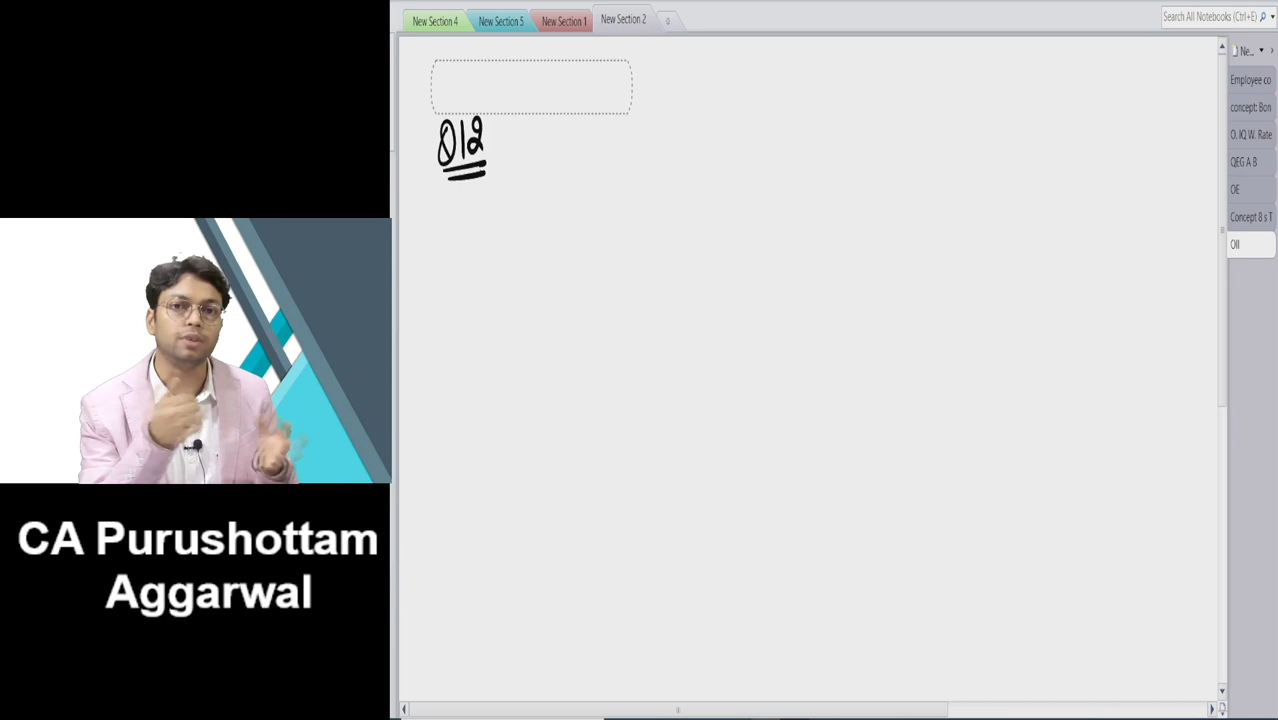 New Section 4
New Section 5
New Section 1
New Section 2
Search All Notebooks (Ctrl+E)
Ne...
Employee co
concept: Bon
O. IQ W. Rate
QEG A B
OE
Concept 8 s T
OII
Q12
CA Purushottam
Aggarwal